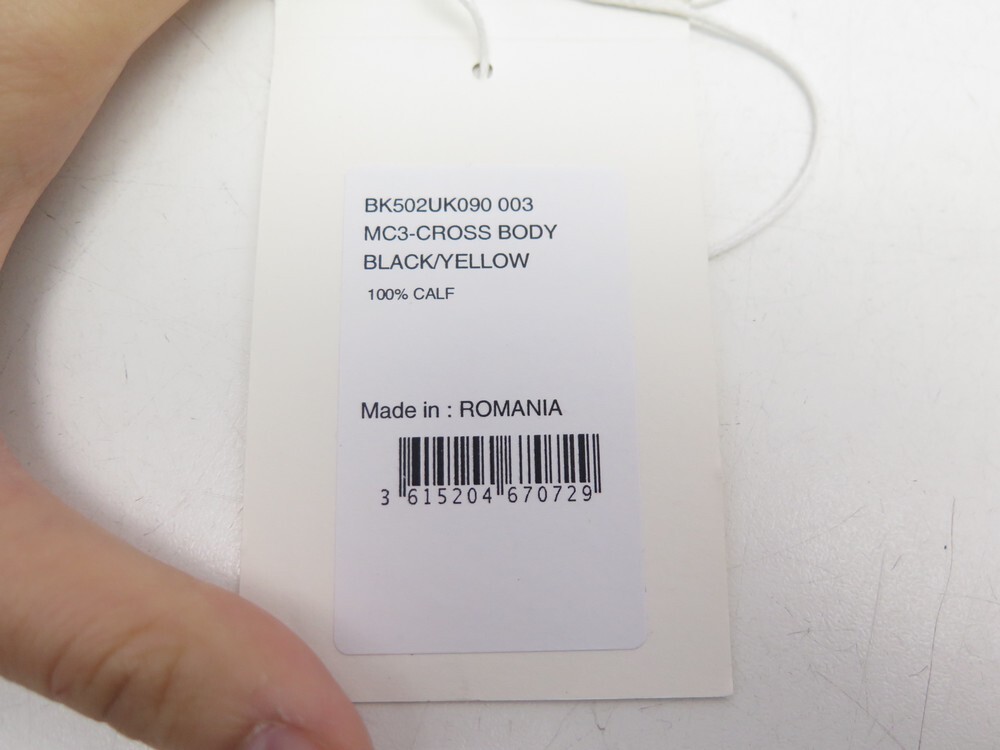 BK502UK090 003
MC3-CROSS BODY
BLACK/YELLOW
100% CALF
Made in : ROMANIA
3 615204 670729